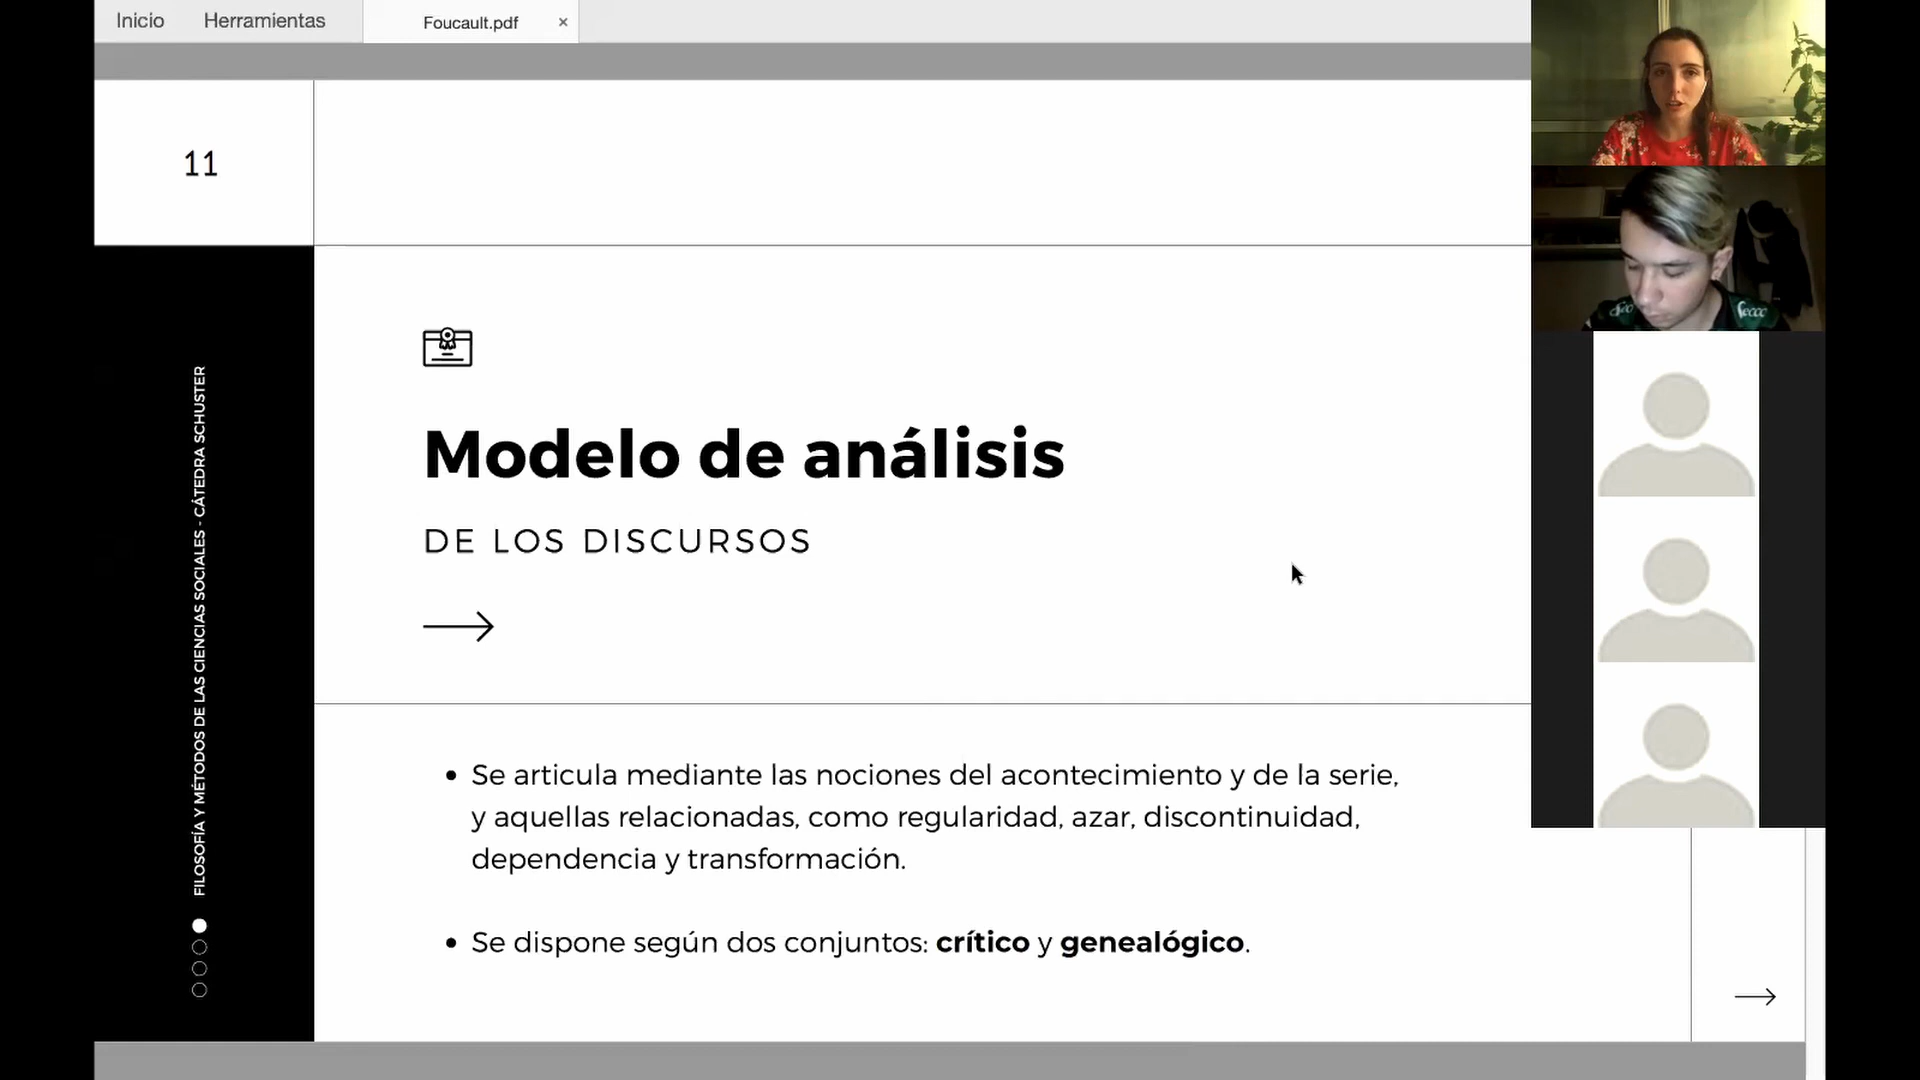 Inicio
Herramientas
Foucault.pdf
11
FILOSOFÍA Y MÉTODOS DE LAS CIENCIAS SOCIALES - CÁTEDRA SCHUSTER
Modelo de análisis
DE LOS DISCURSOS
• Se articula mediante las nociones del acontecimiento y de la serie,
y aquellas relacionadas, como regularidad, azar, discontinuidad,
dependencia y transformación.
• Se dispone según dos conjuntos: crítico y genealógico.